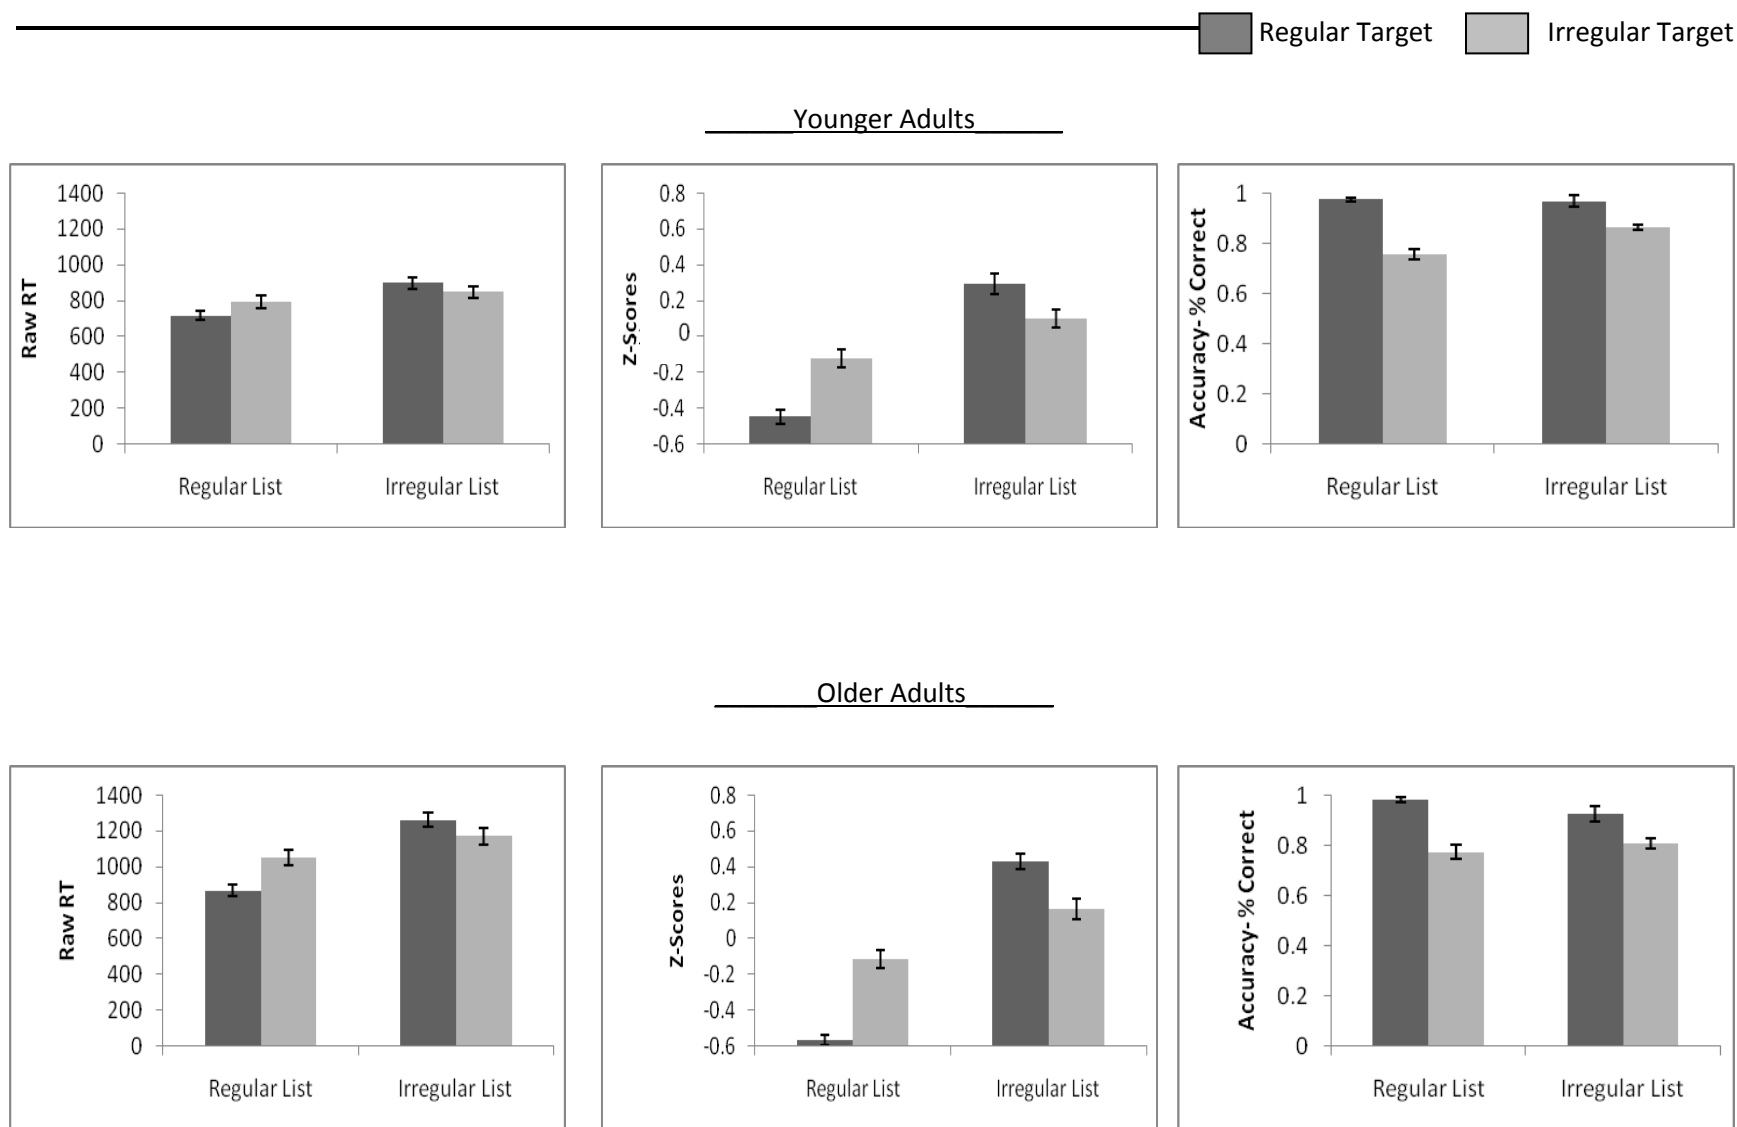 Regular Target Irregular Target
Younger Adults
Raw RT
1400
1200
1000
800
600
400
200
0
Regular List Irregular List
Z-Scores
0.8
0.6
0.4
0.2
0
-0.2
-0.4
-0.6
Regular List Irregular List
Accuracy-% Correct
1
0.8
0.6
0.4
0.2
0
Regular List Irregular List
Older Adults
Raw RT
1400
1200
1000
800
600
400
200
0
Regular List Irregular List
Z-Scores
0.8
0.6
0.4
0.2
0
-0.2
-0.4
-0.6
Regular List Irregular List
Accuracy-% Correct
1
0.8
0.6
0.4
0.2
0
Regular List Irregular List